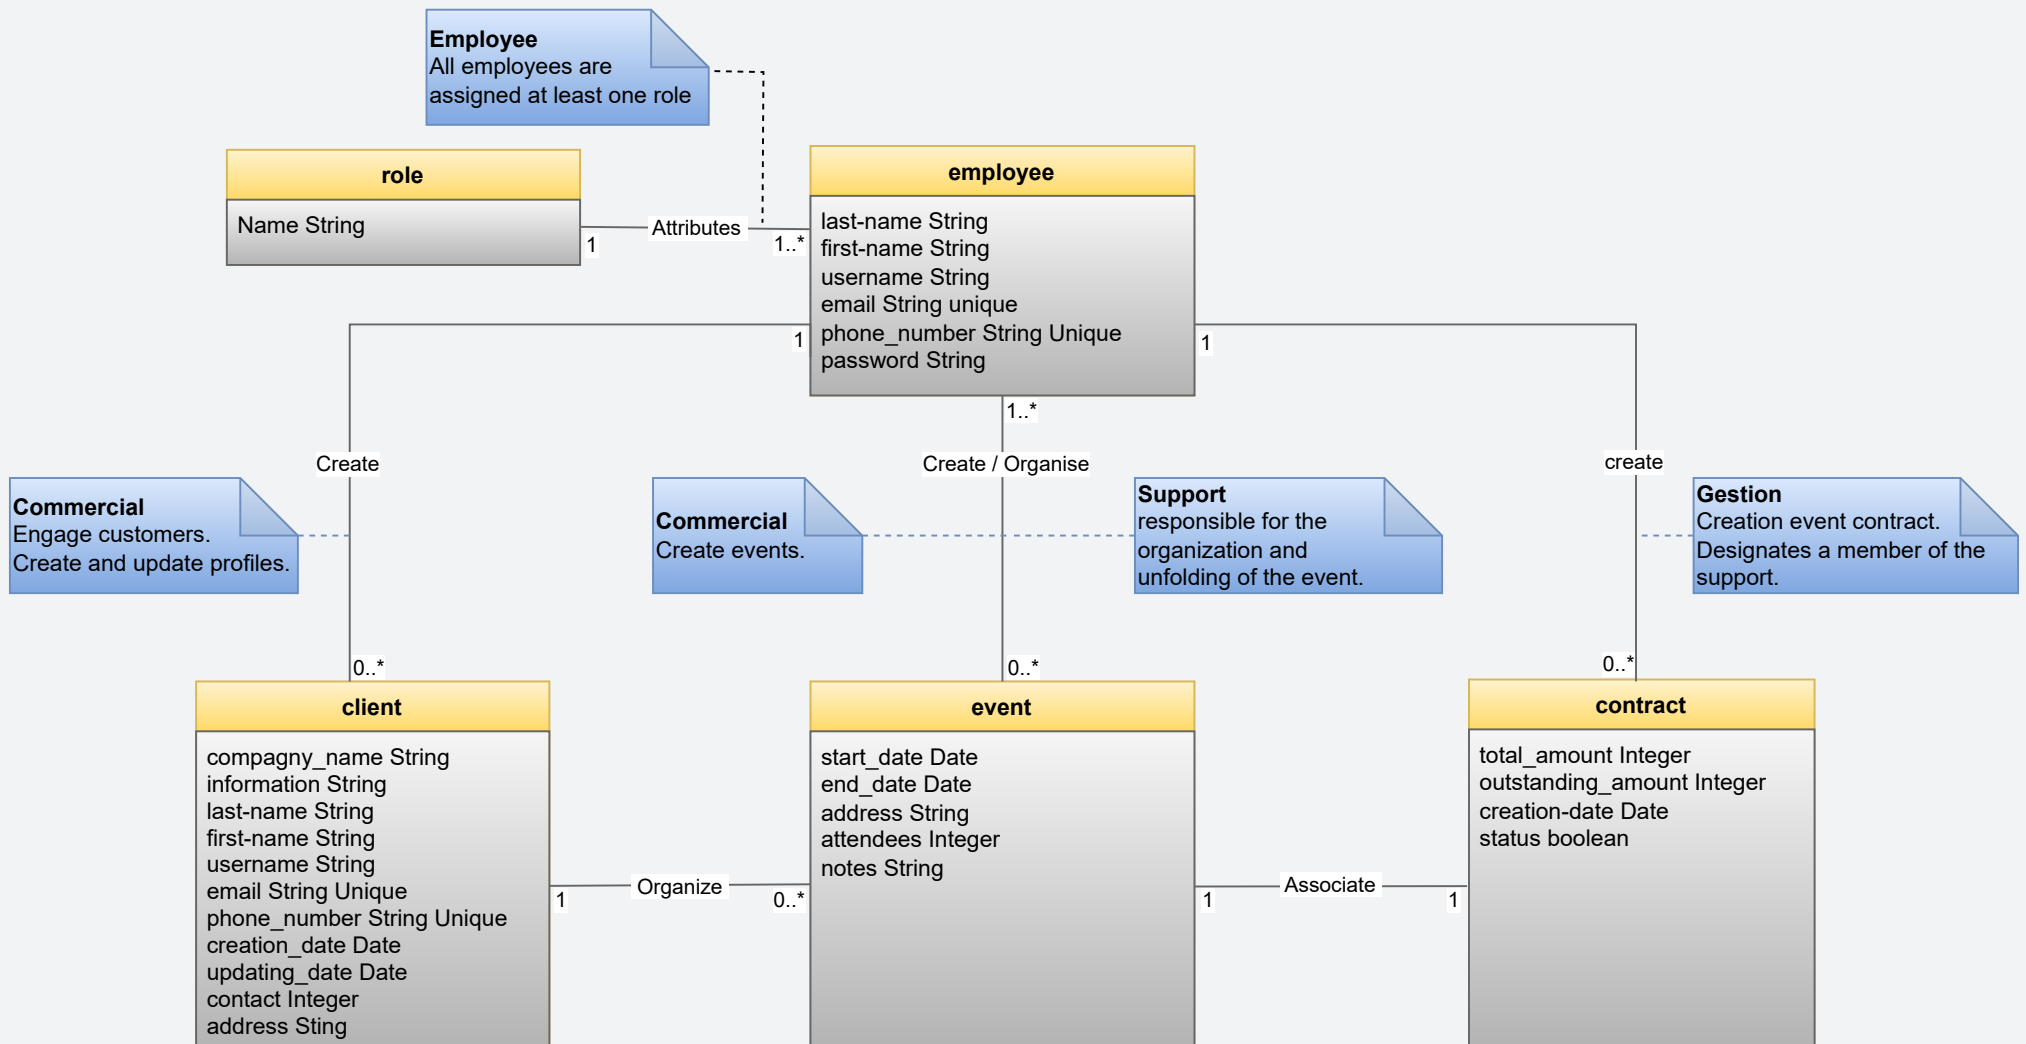 Employee
All employees are
assigned at least one role
role
Name String
Attributes
1
1..*
employee
last-name String
first-name String
username String
email String unique
phone_number String Unique
password String
1
1
1..*
Create
Create / Organise
create
Commercial
Engage customers.
Create and update profiles.
Commercial
Create events.
Support
responsible for the
organization and
unfolding of the event.
Gestion
Creation event contract.
Designates a member of the
support.
0..*
0..*
0..*
client
compagny_name String
information String
last-name String
first-name String
username String
email String Unique
phone_number String Unique
creation_date Date
updating_date Date
contact Integer
address Sting
1
Organize
0..*
event
start_date Date
end_date Date
address String
attendees Integer
notes String
1
Associate
1
contract
total_amount Integer
outstanding_amount Integer
creation-date Date
status boolean